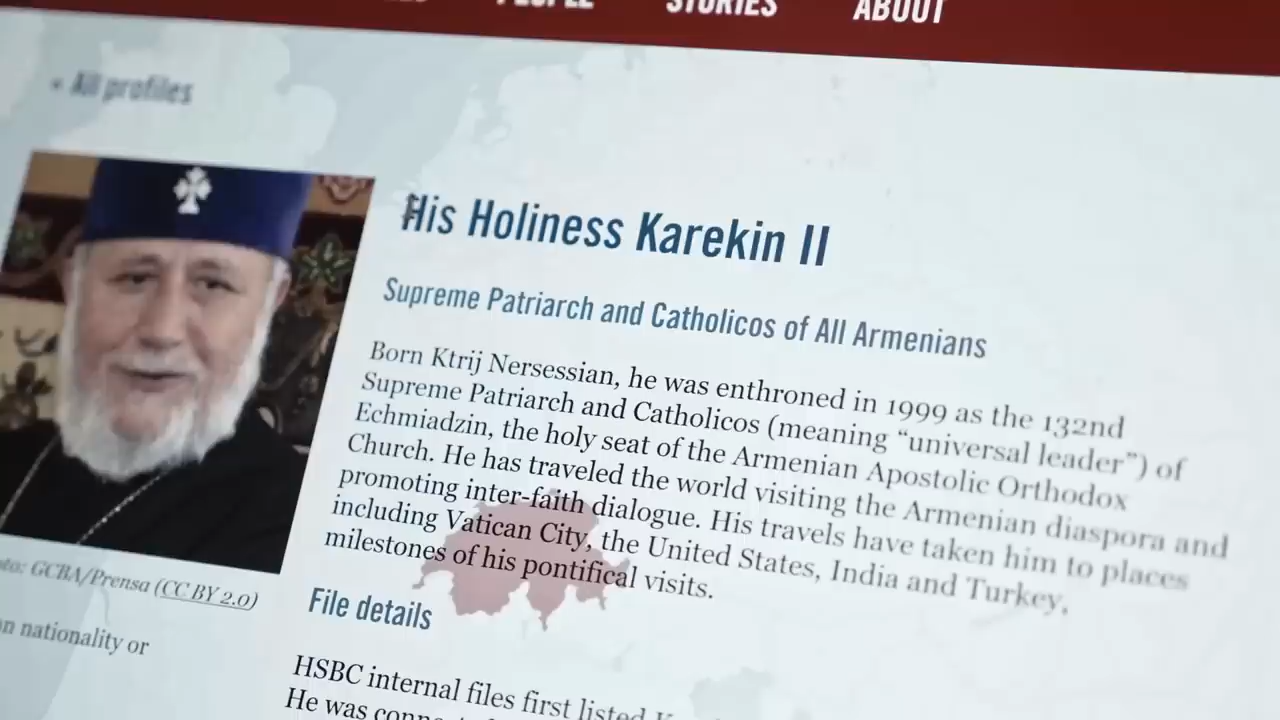 PEOPLE
STORIES
ABOUT
« All profiles
His Holiness Karekin II
Supreme Patriarch and Catholicos of All Armenians
Born Ktrij Nersessian, he was enthroned in 1999 as the 132nd
Supreme Patriarch and Catholicos (meaning “universal leader”) of
Echmiadzin, the holy seat of the Armenian Apostolic Orthodox
Church. He has traveled the world visiting the Armenian diaspora and
promoting inter-faith dialogue. His travels have taken him to places
including Vatican City, the United States, India and Turkey,
milestones of his pontifical visits.
GCBA/Prensa (CC BY 2.0)
nationality or
File details
HSBC internal files first listed
He was